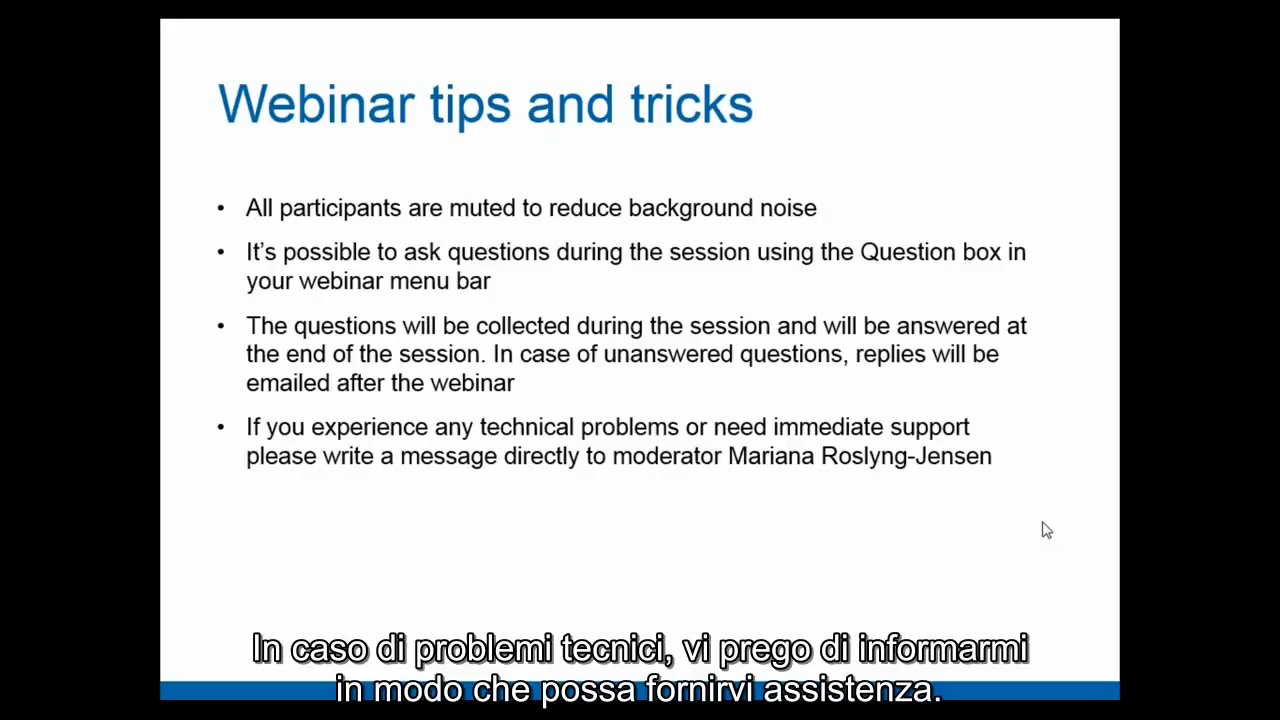 Webinar tips and tricks
• All participants are muted to reduce background noise
• It's possible to ask questions during the session using the Question box in
your webinar menu bar
• The questions will be collected during the session and will be answered at
the end of the session. In case of unanswered questions, replies will be
emailed after the webinar
• If you experience any technical problems or need immediate support
please write a message directly to moderator Mariana Roslyng-Jensen
In caso di problemi tecnici, vi prego di informarmi
in modo che possa fornirvi assistenza.